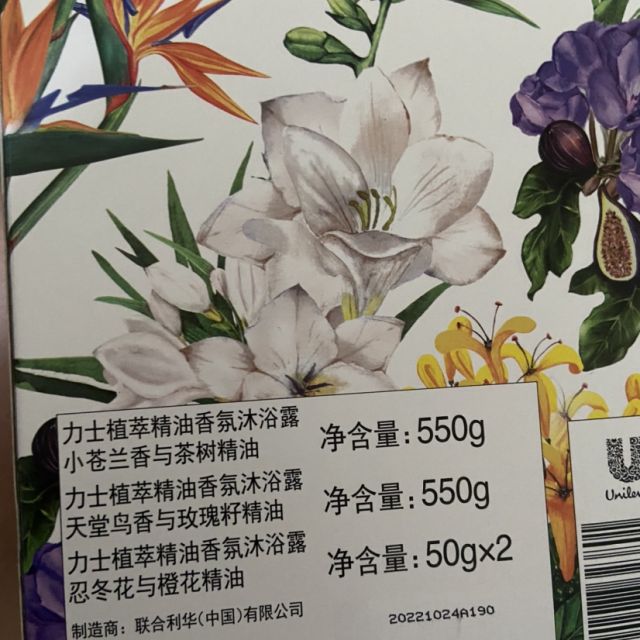 力士植萃精油香氛沐浴露
小苍兰香与茶树精油
净含量：550g
力士植萃精油香氛沐浴露
天堂鸟香与玫瑰籽精油
净含量：550g
力士植萃精油香氛沐浴露
忍冬花与橙花精油
净含量：50g×2
制造商：联合利华(中国)有限公司
20221024A190